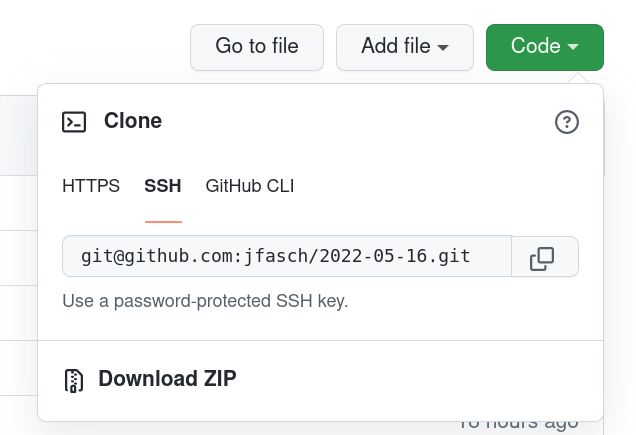 Go to file Add file Code
Clone
HTTPS SSH GitHub CLI
git@github.com:jfasch/2022-05-16.git
Use a password-protected SSH key.
Download ZIP
hours ago